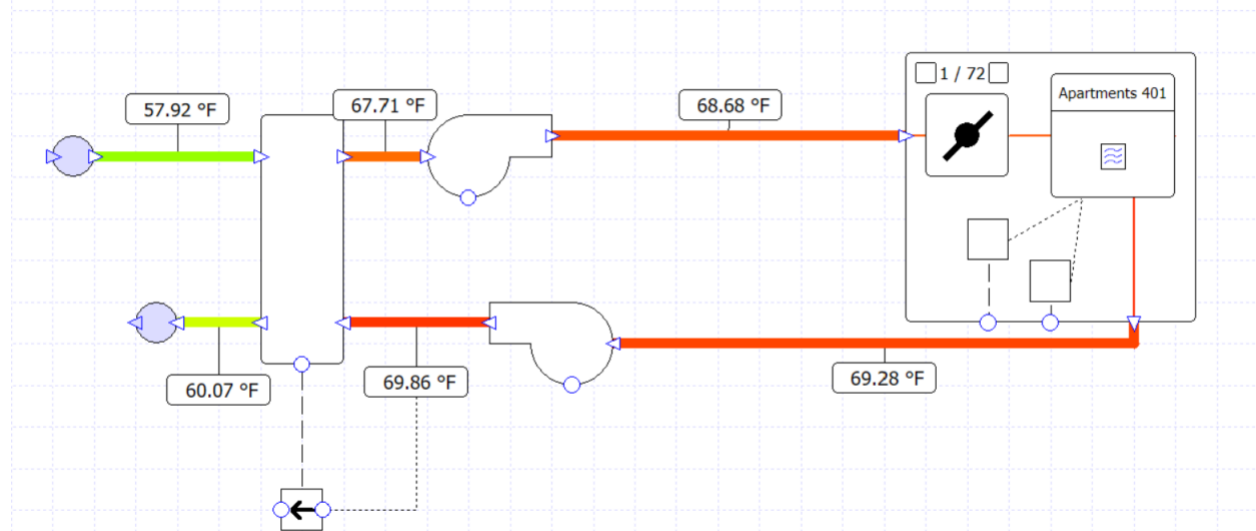 1 / 72
Apartments 401
57.92 °F
67.71 °F
68.68 °F
60.07 °F
69.86 °F
69.28 °F